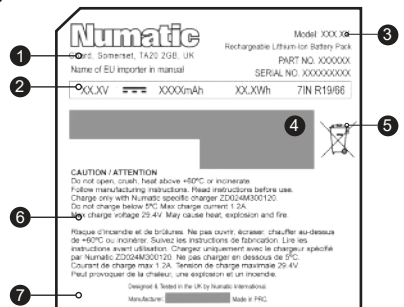 Numatic
Model: XXX XX
Rechargeable Lithium-Ion Battery Pack
1
Chard, Somerset, TA20 2GB, UK
PART NO. XXXXXX
Name of EU importer in manual
SERIAL NO. XXXXXXXXX
3
2
XX.XV XXXXmAh XX.XWh 7IN R19/66
4
5
CAUTION / ATTENTION
Do not open, crush, heat above +60°C or incinerate.
Follow manufacturing instructions. Read instructions before use.
Charge only with Numatic specific charger ZD024M300120.
Do not charge below 5°C Max charge current 1.2A.
6
Max charge voltage 29.4V May cause heat, explosion and fire.
Risque d'incendie et de brûlures. Ne pas ouvrir, écraser, chauffer au-dessus
de +60°C ou incinérer. Suivez les instructions de fabrication. Lire les
instructions avant utilisation. Chargez uniquement avec le chargeur spécifié
par Numatic ZD024M300120. Ne pas charger en dessous de 5°C.
Courant de charge max 1.2A. Tension de charge maximale 29.4V
Peut provoquer de la chaleur, une explosion et un incendie.
7
Designed & Tested in the UK by Numatic International.
Manufacturer: Made in PRC.